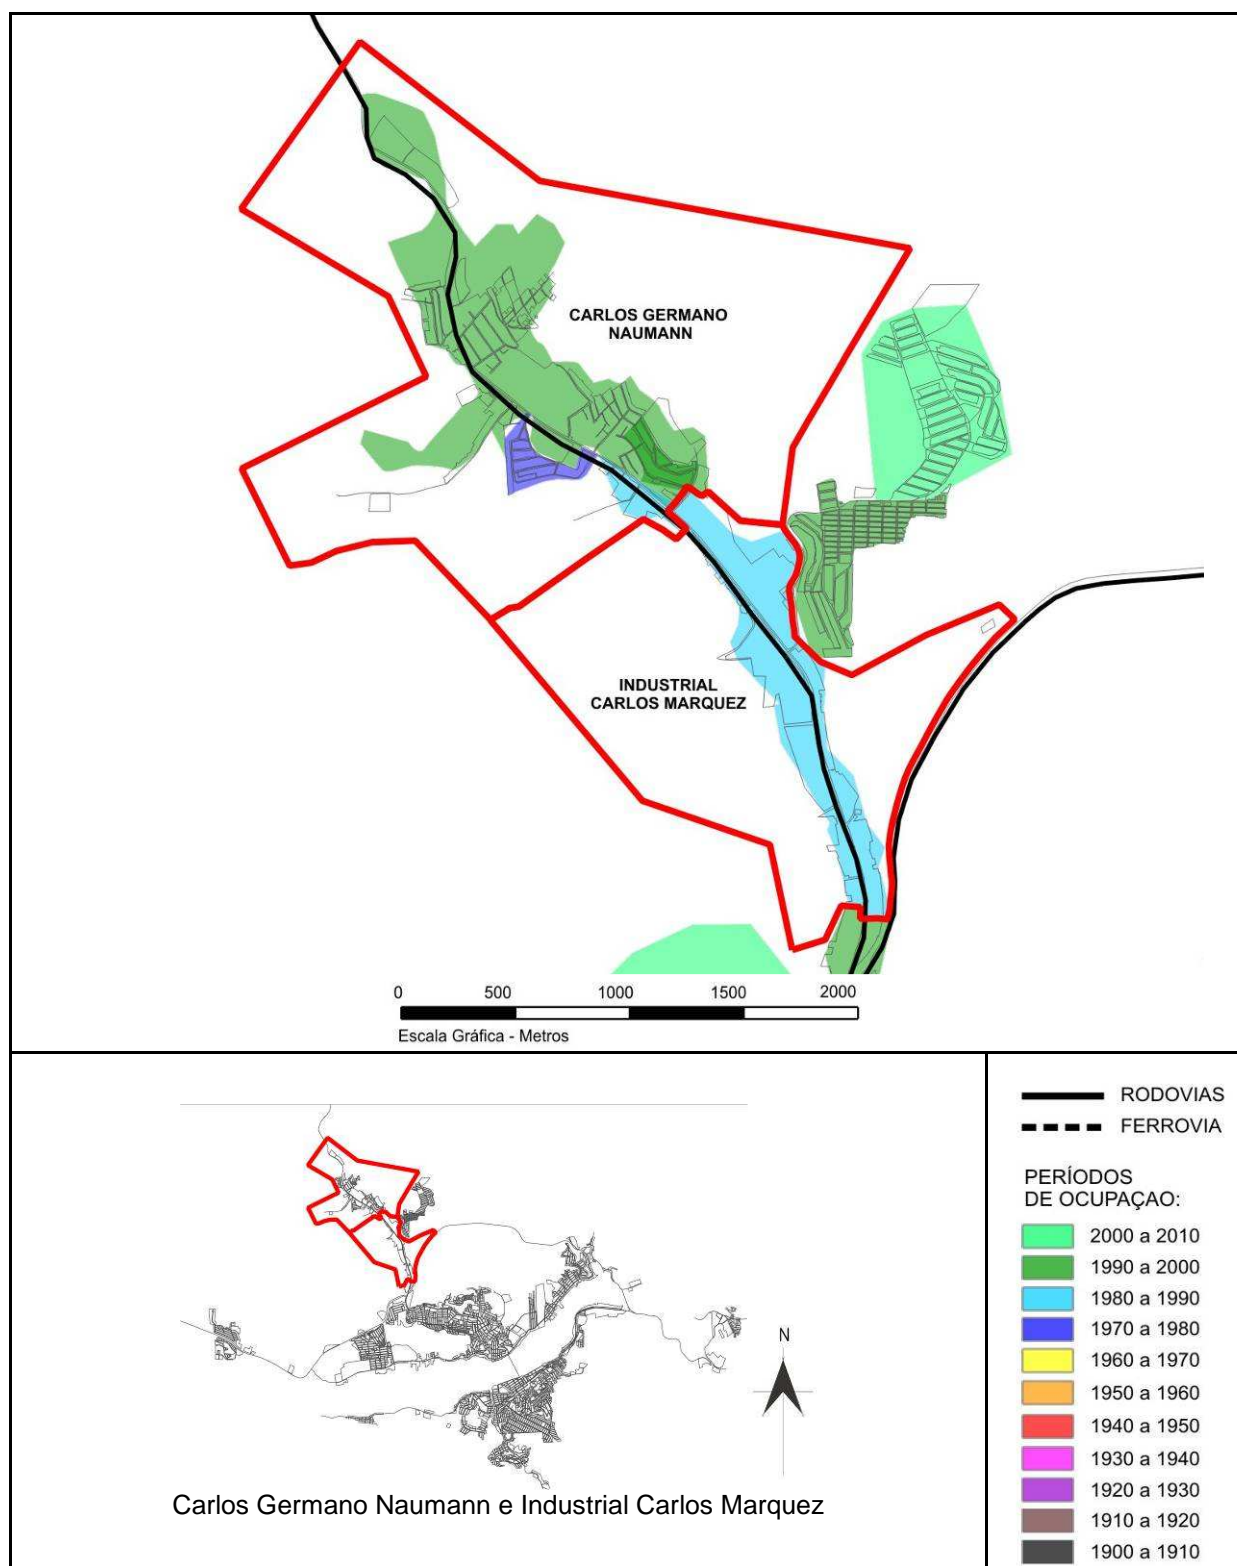 CARLOS GERMANO
NAUMANN
INDUSTRIAL
CARLOS MARQUEZ
0 500 1000 1500 2000
Escala Gráfica - Metros
N
Carlos Germano Naumann e Industrial Carlos Marquez
RODOVIAS
FERROVIA
PERÍODOS
DE OCUPAÇAO:
2000 a 2010
1990 a 2000
1980 a 1990
1970 a 1980
1960 a 1970
1950 a 1960
1940 a 1950
1930 a 1940
1920 a 1930
1910 a 1920
1900 a 1910